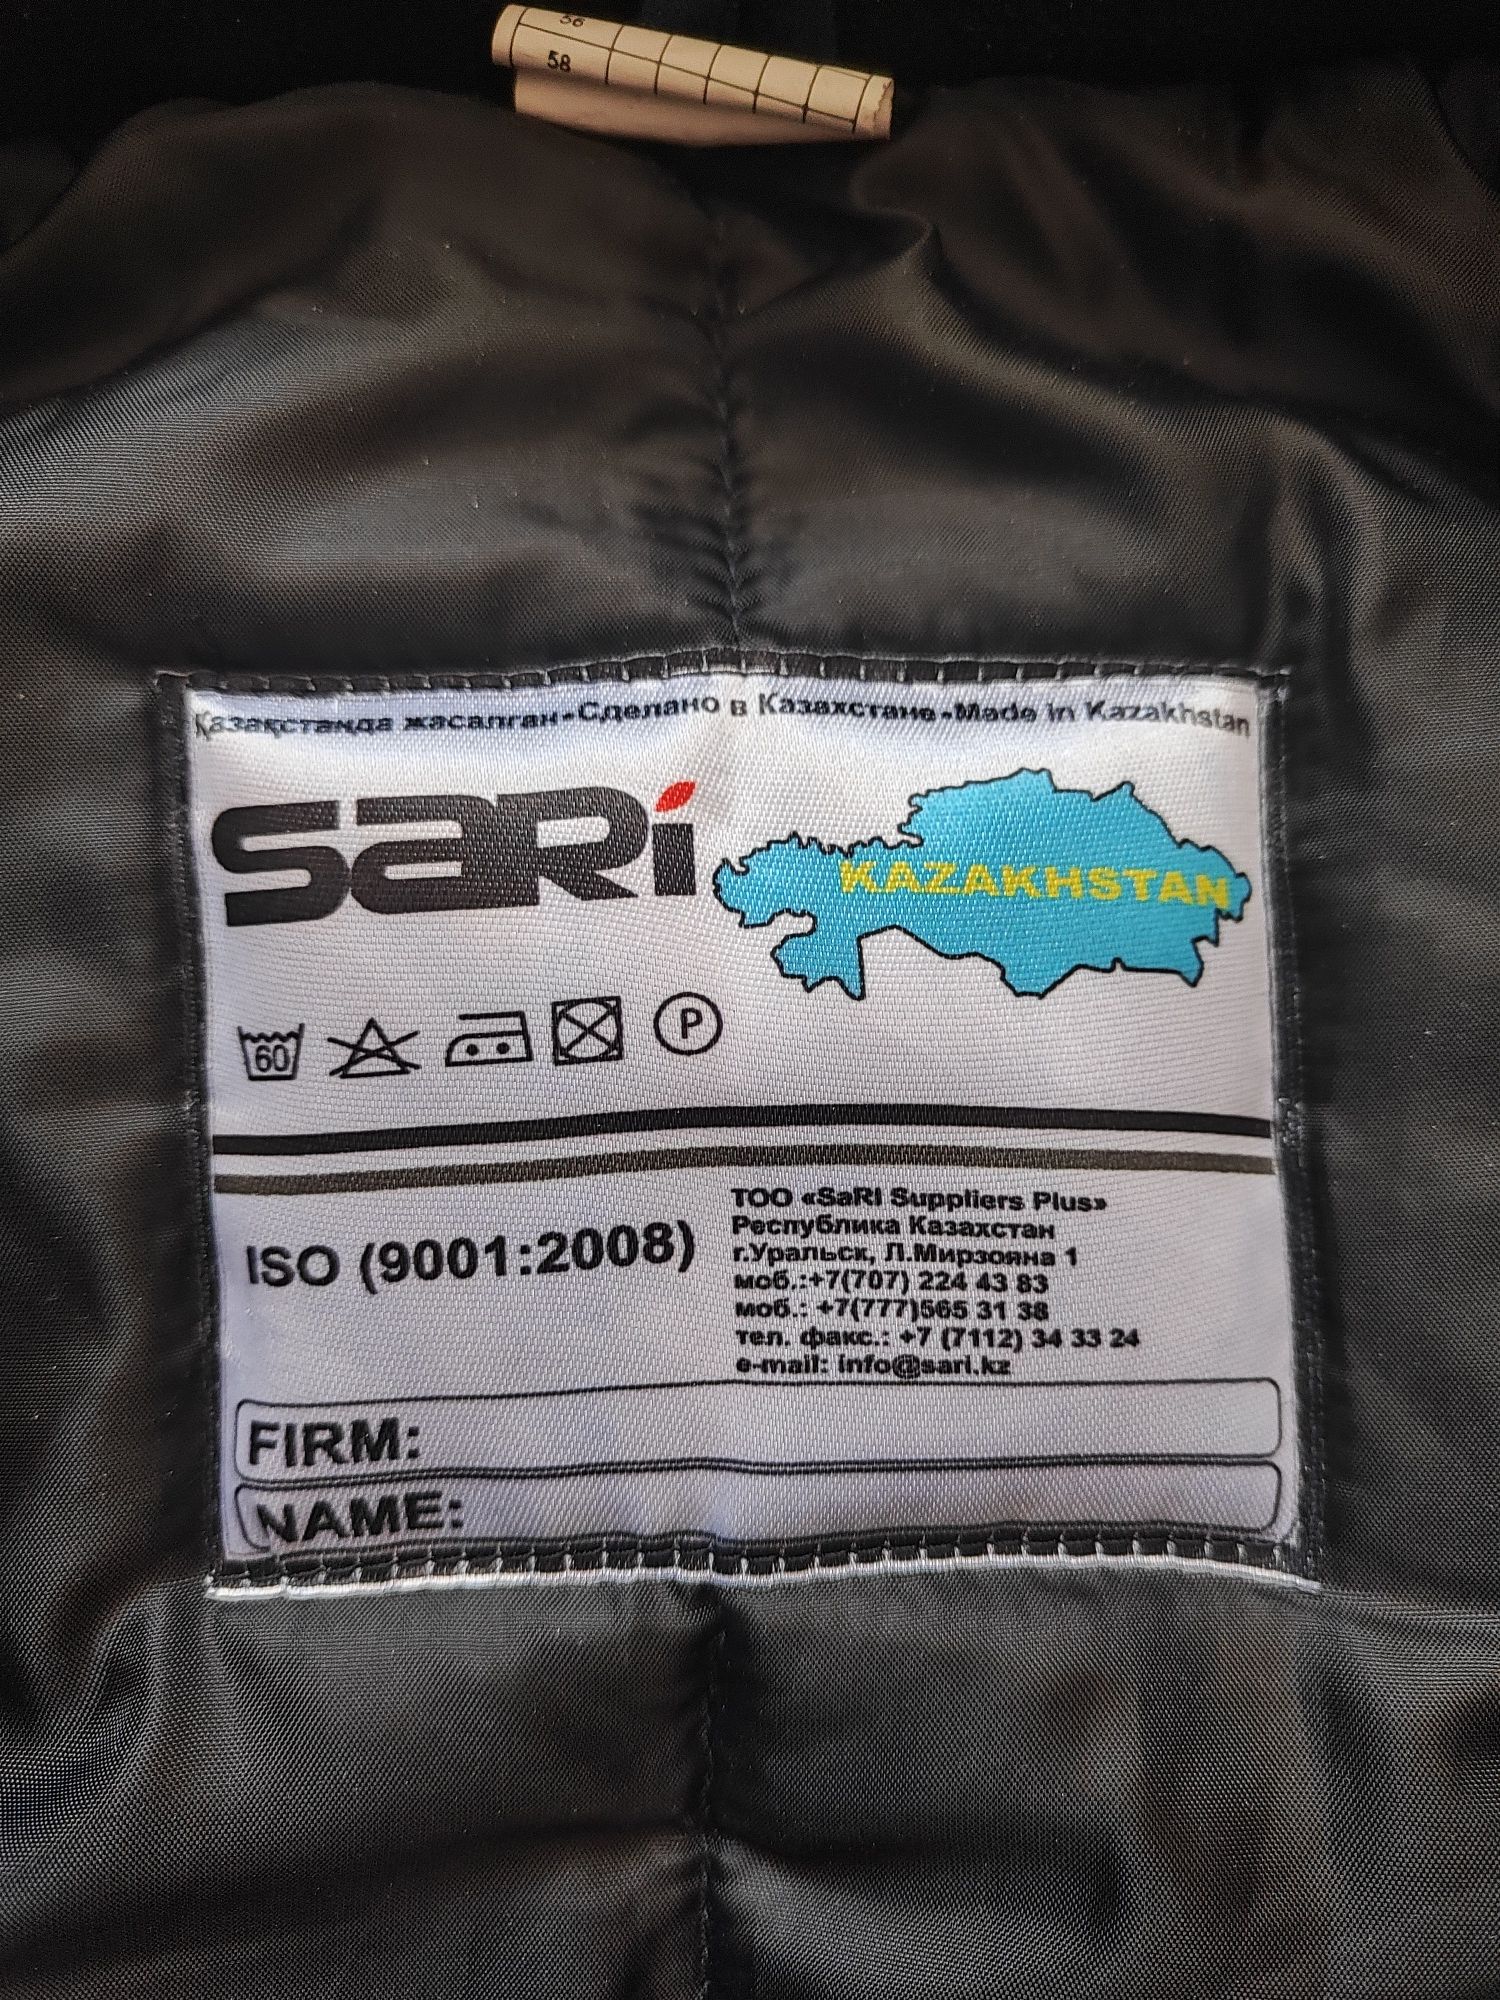 56
58
Қазақстанда жасалған-Сделано в Казахстане-Made in Kazakhstan
SaRi
KAZAKHSTAN
60
P
ISO (9001:2008)
ТОО «SaRI Suppliers Plus»
Республика Казахстан
г.Уральск, Л.Мирзояна 1
моб.:+7(707) 224 43 83
моб.: +7(777)565 31 38
тел. факс.: +7 (7112) 34 33 24
e-mail: info@sari.kz
FIRM:
NAME: